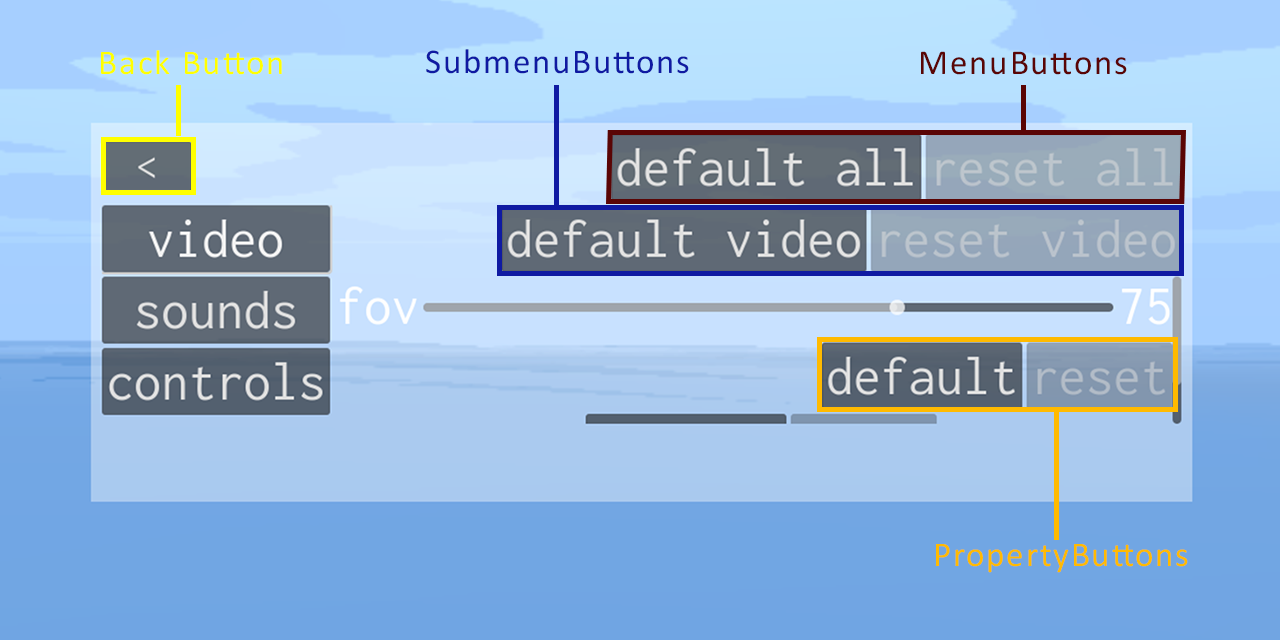 Back Button
SubmenuButtons
MenuButtons
<
default all reset all
video
default video reset video
sounds
fov 75
controls
default reset
PropertyButtons